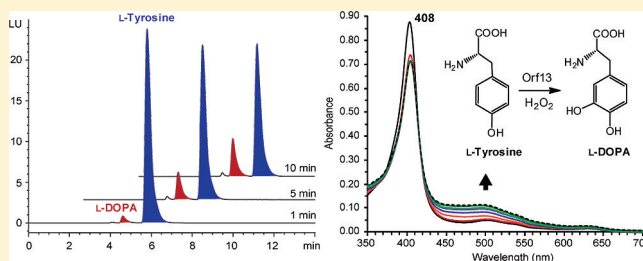 LU
20
10
0
L-Tyrosine
L-DOPA
10 min
5 min
1 min
0 2 4 6 8 10 12 min
Absorbance
0.90
0.80
0.70
0.60
0.50
0.40
0.30
0.20
0.10
0.00
408
COOH
H₂N
OH
L-Tyrosine
Orf13
H₂O₂
COOH
H₂N
HO
OH
L-DOPA
350 400 450 500 550 600 650 700
Wavelength (nm)